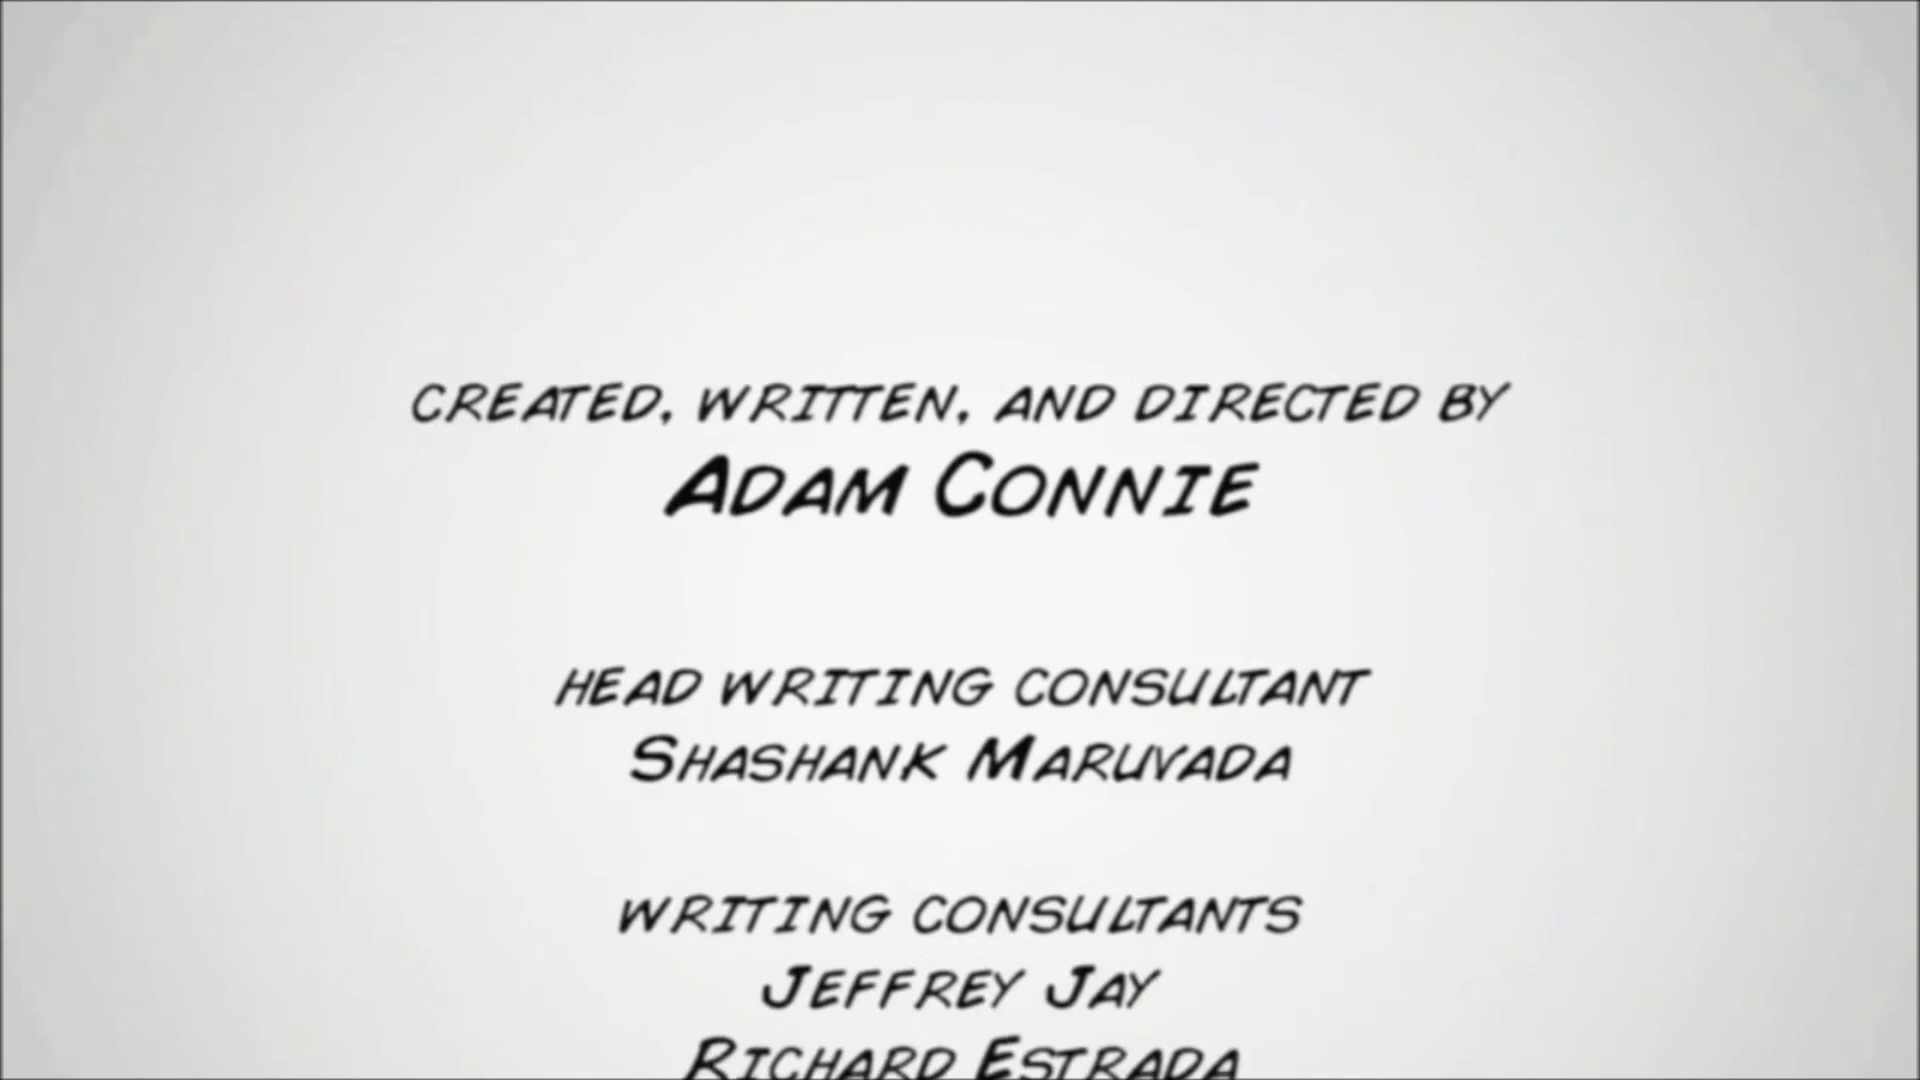 CREATED, WRITTEN, AND DIRECTED BY
ADAM CONNIE
HEAD WRITING CONSULTANT
SHASHANK MARUVADA
WRITING CONSULTANTS
JEFFREY JAY
RICHARD ESTRADA